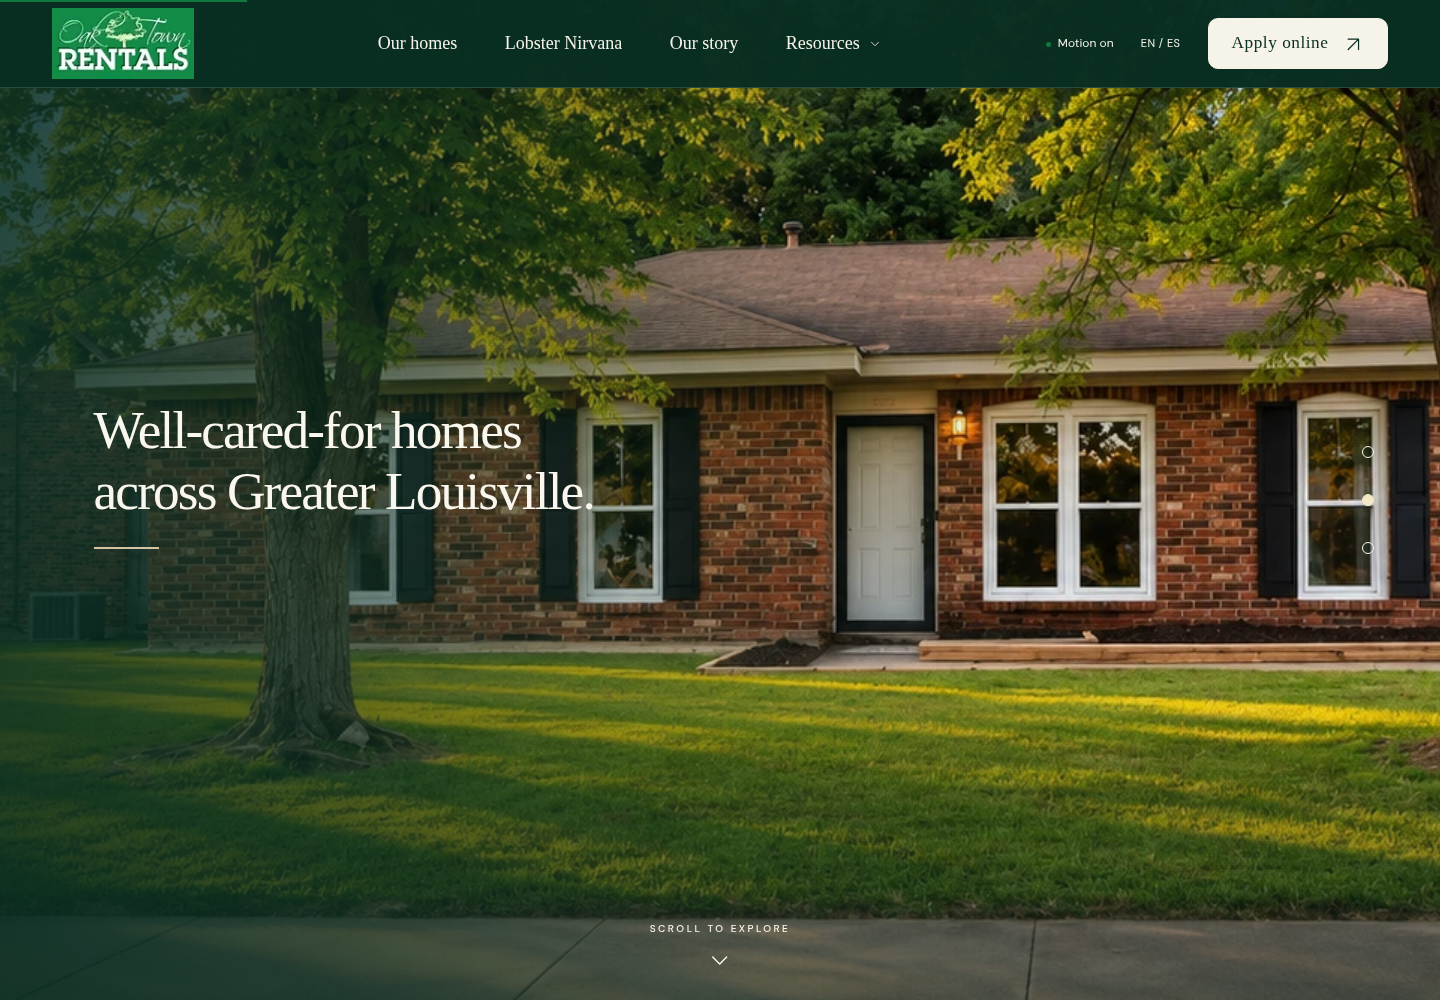 Oak Town
RENTALS
Our homes
Lobster Nirvana
Our story
Resources
Motion on
EN / ES
Apply online
Well-cared-for homes
across Greater Louisville.
SCROLL TO EXPLORE